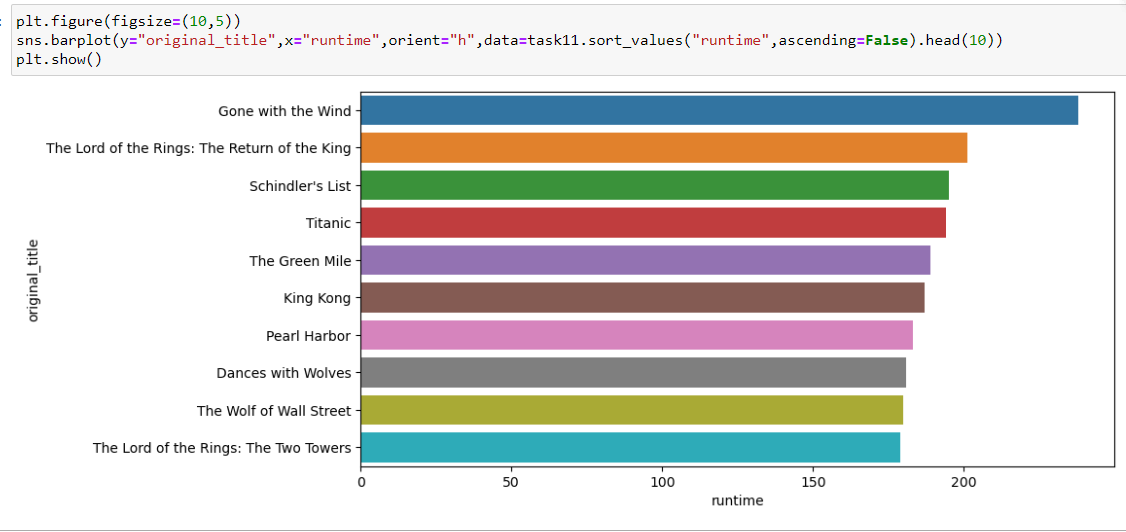 plt.figure(figsize=(10,5))
sns.barplot(y="original_title",x="runtime",orient="h",data=task11.sort_values("runtime",ascending=False).head(10))
plt.show()
Gone with the Wind
The Lord of the Rings: The Return of the King
Schindler's List
Titanic
The Green Mile
King Kong
Pearl Harbor
Dances with Wolves
The Wolf of Wall Street
The Lord of the Rings: The Two Towers
original_title
0 50 100 150 200
runtime